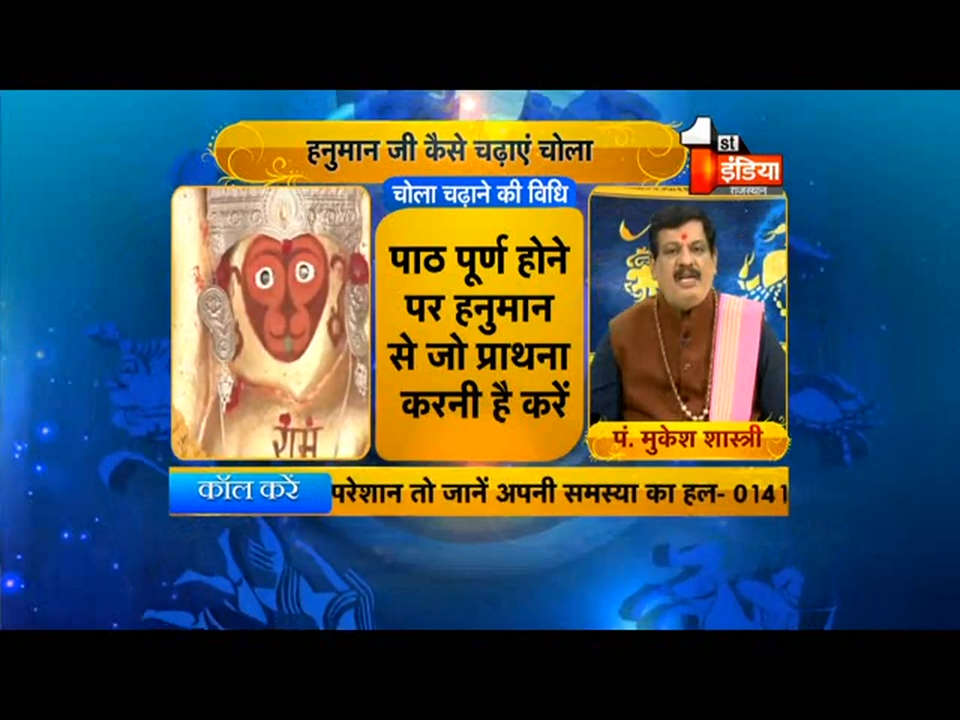 हनुमान जी कैसे चढ़ाएं चोला
1st
इंडिया
राजस्थान
चोला चढ़ाने की विधि
पाठ पूर्ण होने
पर हनुमान
से जो प्राथना
करनी है करें
राम
पं. मुकेश शास्त्री
कॉल करें
परेशान तो जानें अपनी समस्या का हल- 0141